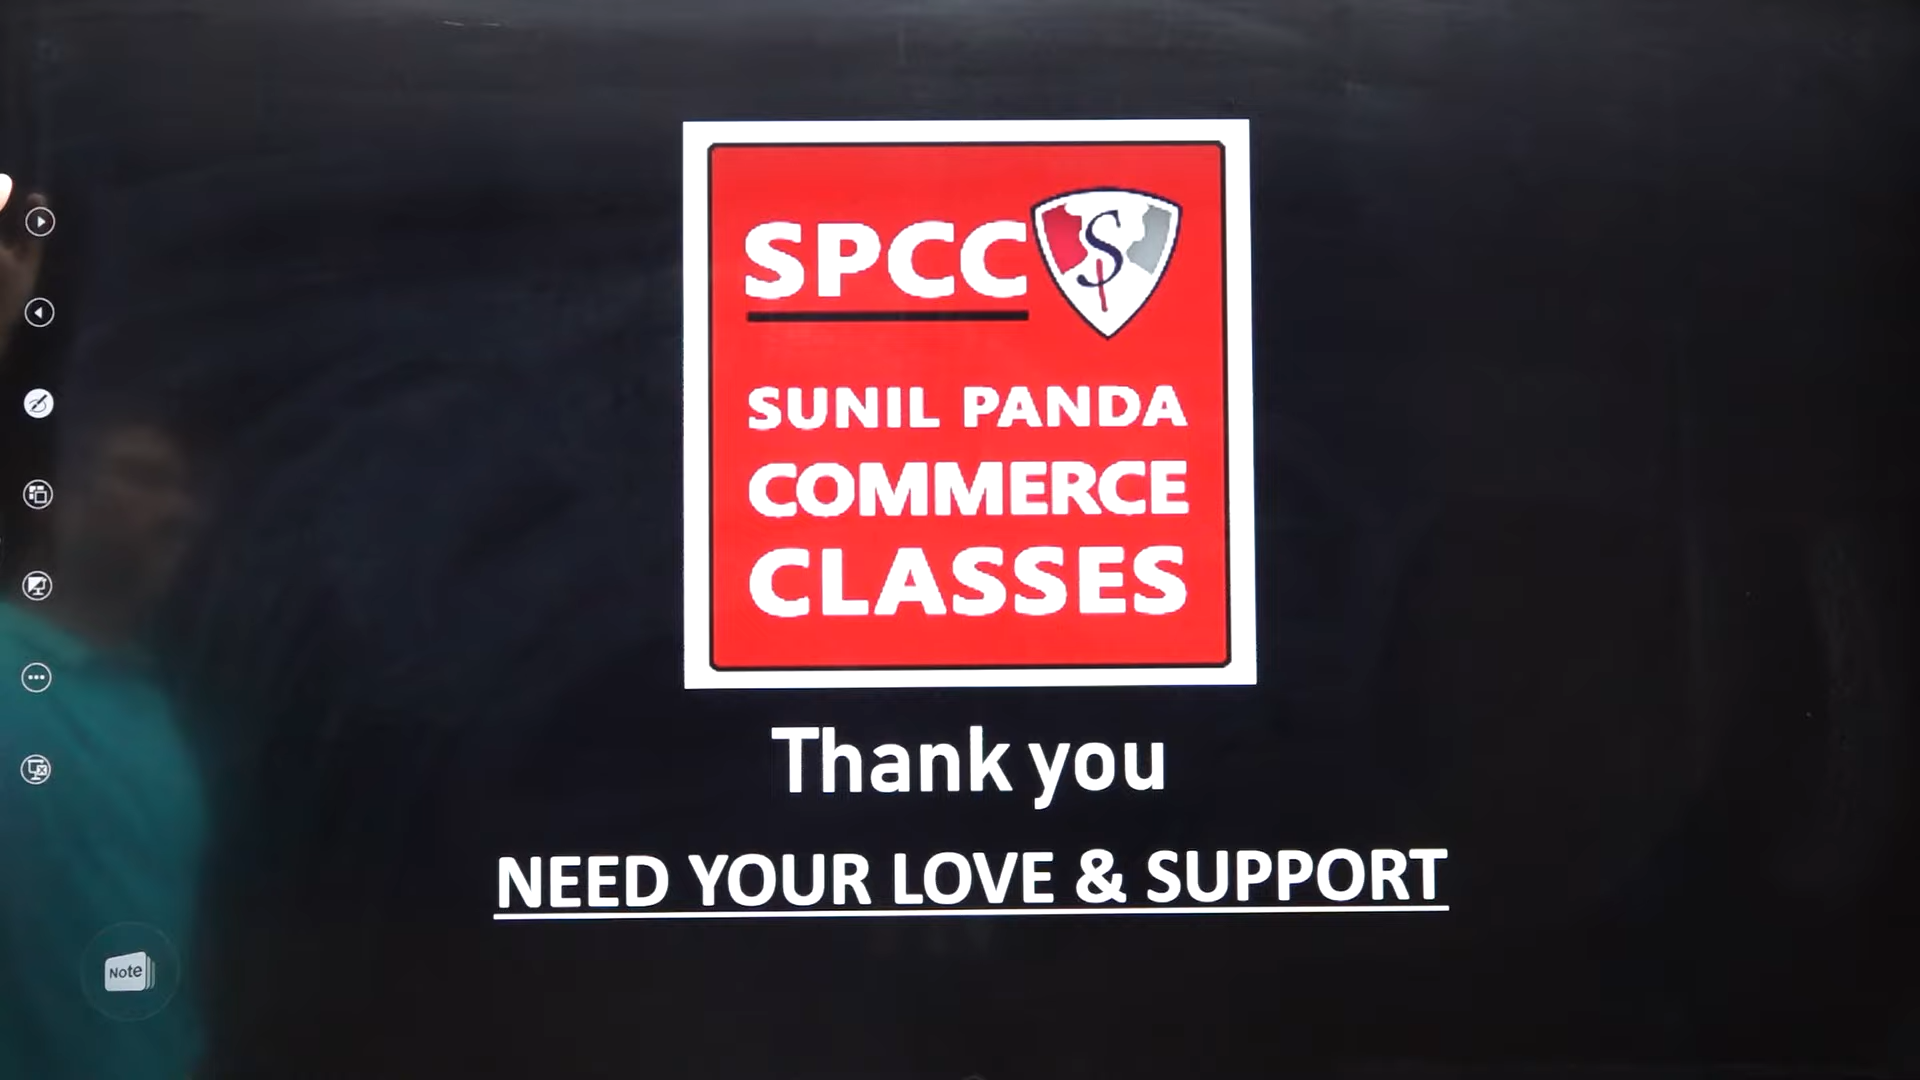 SPCC
S
SUNIL PANDA
COMMERCE
CLASSES
Thank you
NEED YOUR LOVE & SUPPORT
Note